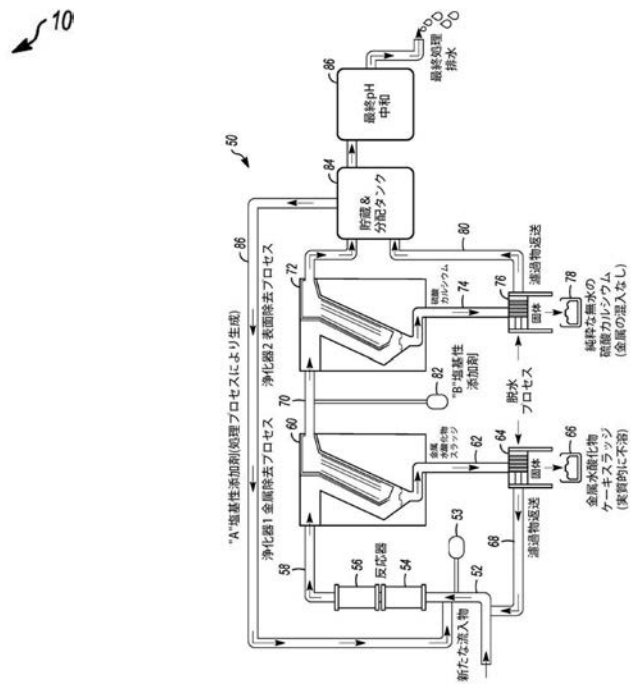 10
50
86
"A"塩基性添加剤(処理プロセスにより生成)
浄化器1 金属除去プロセス
浄化器2 表面除去プロセス
84
貯蔵&
分配タンク
86
最終pH
中和
最終処理
排水
58
56
反応器
54
53
52
新たな流入物
60
金属
水酸化物
スラッジ
62
64
固体
66
金属水酸化物
ケーキスラッジ
(実質的に不溶)
68
濾過物返送
脱水
プロセス
70
82
"B"塩基性
添加剤
72
硫酸
カルシウム
74
76
固体
78
純粋な無水の
硫酸カルシウム
(金属の混入なし)
80
濾過物返送